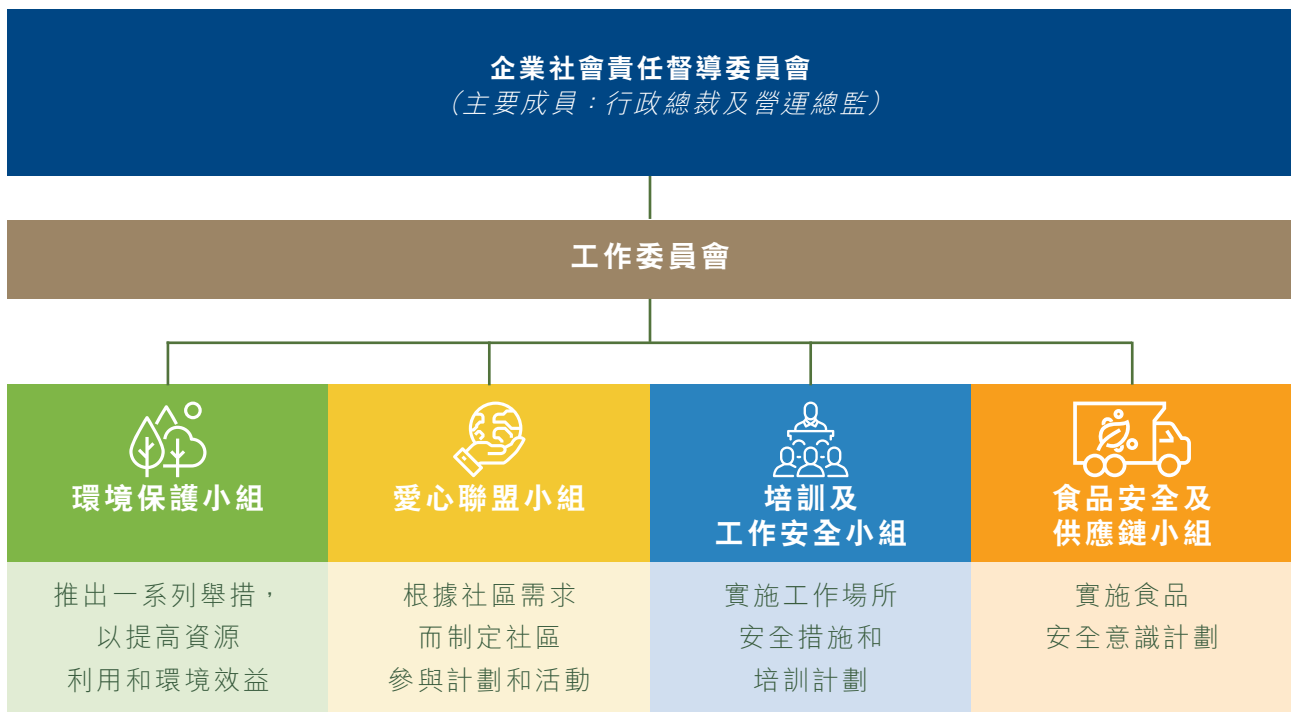 企業社會責任督導委員會
（主要成員：行政總裁及營運總監）
工作委員會
環境保護小組
推出一系列舉措，
以提高資源
利用和環境效益
愛心聯盟小組
根據社區需求
而制定社區
參與計劃和活動
培訓及
工作安全小組
實施工作場所
安全措施和
培訓計劃
食品安全及
供應鏈小組
實施食品
安全意識計劃